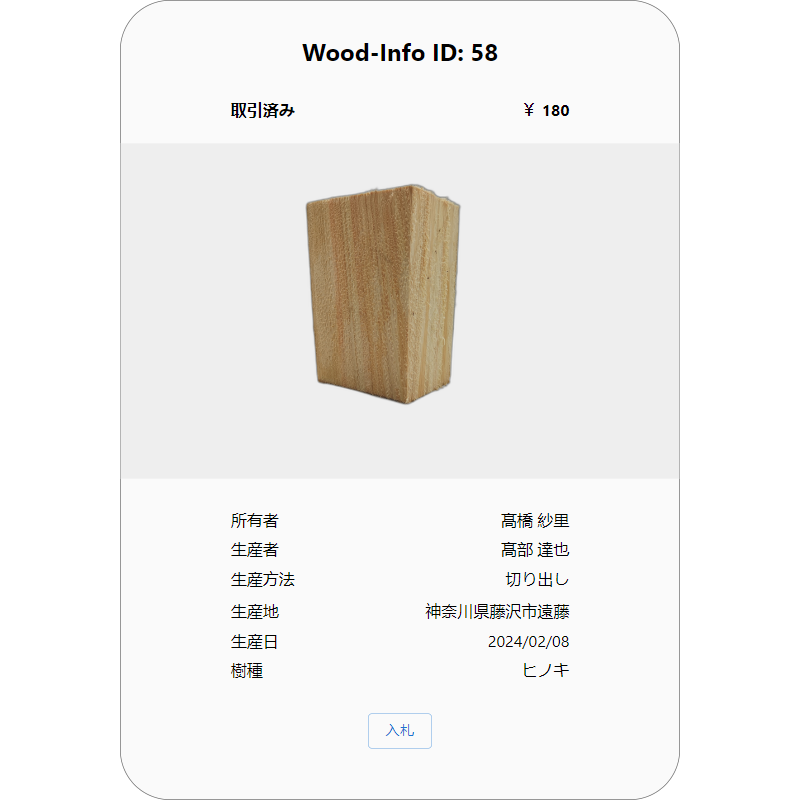 Wood-Info ID: 58
取引済み ￥ 180
所有者 髙橋 紗里
生産者 髙部 達也
生産方法 切り出し
生産地 神奈川県藤沢市遠藤
生産日 2024/02/08
樹種 ヒノキ
入札